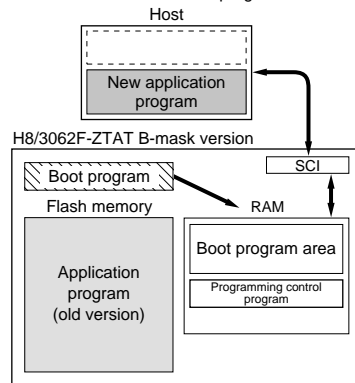 Host
New application
program
H8/3062F-ZTAT B-mask version
SCI
Boot program
Flash memory
RAM
Boot program area
Application
program
(old version)
Programming control
program